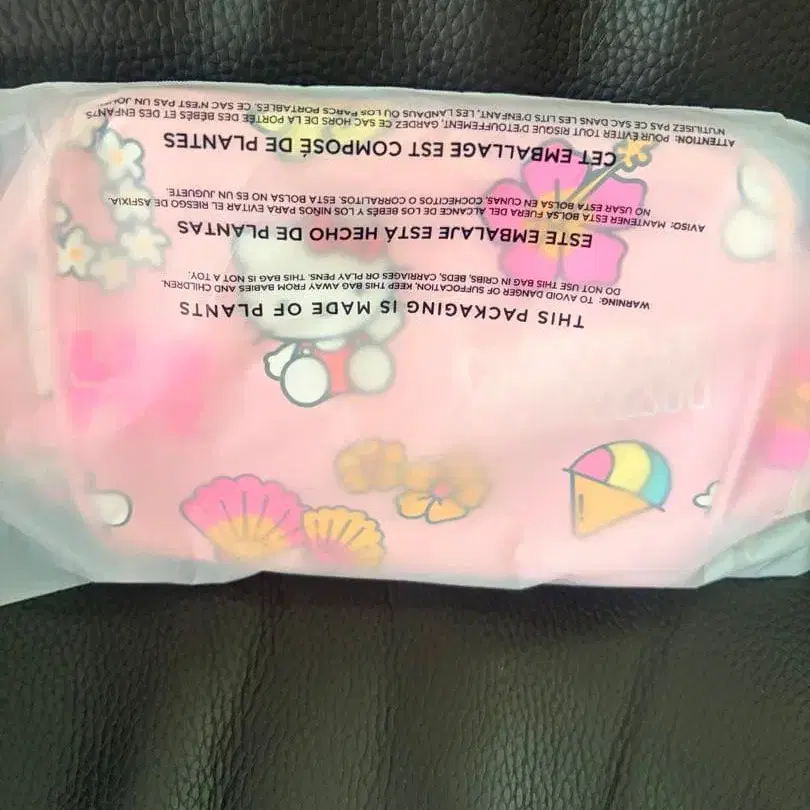 THIS PACKAGING IS MADE OF PLANTS
WARNING: TO AVOID DANGER OF SUFFOCATION, KEEP THIS BAG AWAY FROM BABIES AND CHILDREN.
DO NOT USE THIS BAG IN CRIBS, BEDS, CARRIAGES OR PLAY PENS. THIS BAG IS NOT A TOY.
ESTE EMBALAJE ESTÁ HECHO DE PLANTAS
AVISO: MANTENER ESTA BOLSA FUERA DEL ALCANCE DE LOS BEBÉS Y LOS NIÑOS PARA EVITAR EL RIESGO DE ASFIXIA.
NO USAR ESTA BOLSA EN CUNAS, COCHECITOS O CORRALITOS. ESTA BOLSA NO ES UN JUGUETE.
CET EMBALLAGE EST COMPOSÉ DE PLANTES
ATTENTION: POUR ÉVITER TOUT RISQUE D'ETOUFFEMENT, GARDEZ CE SAC HORS DE LA PORTÉE DES BÉBÉS ET DES ENFANTS
N'UTILISEZ PAS CE SAC DANS LES LITS D'ENFANT, LES LANDAUS OU LOS PARCS PORTABLES. CE SAC N'EST PAS UN